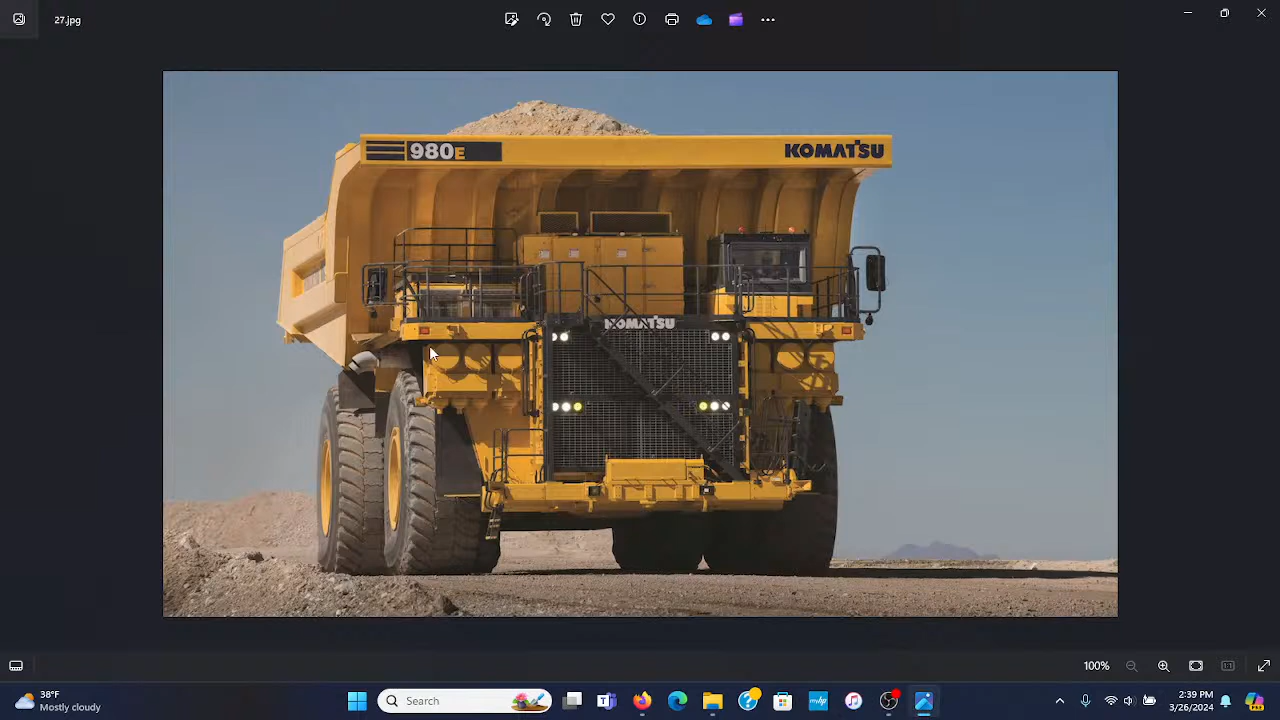 27.jpg
980E
KOMATSU
KOMATSU
100%
38°F
Mostly cloudy
Search
2:39 PM
3/26/2024